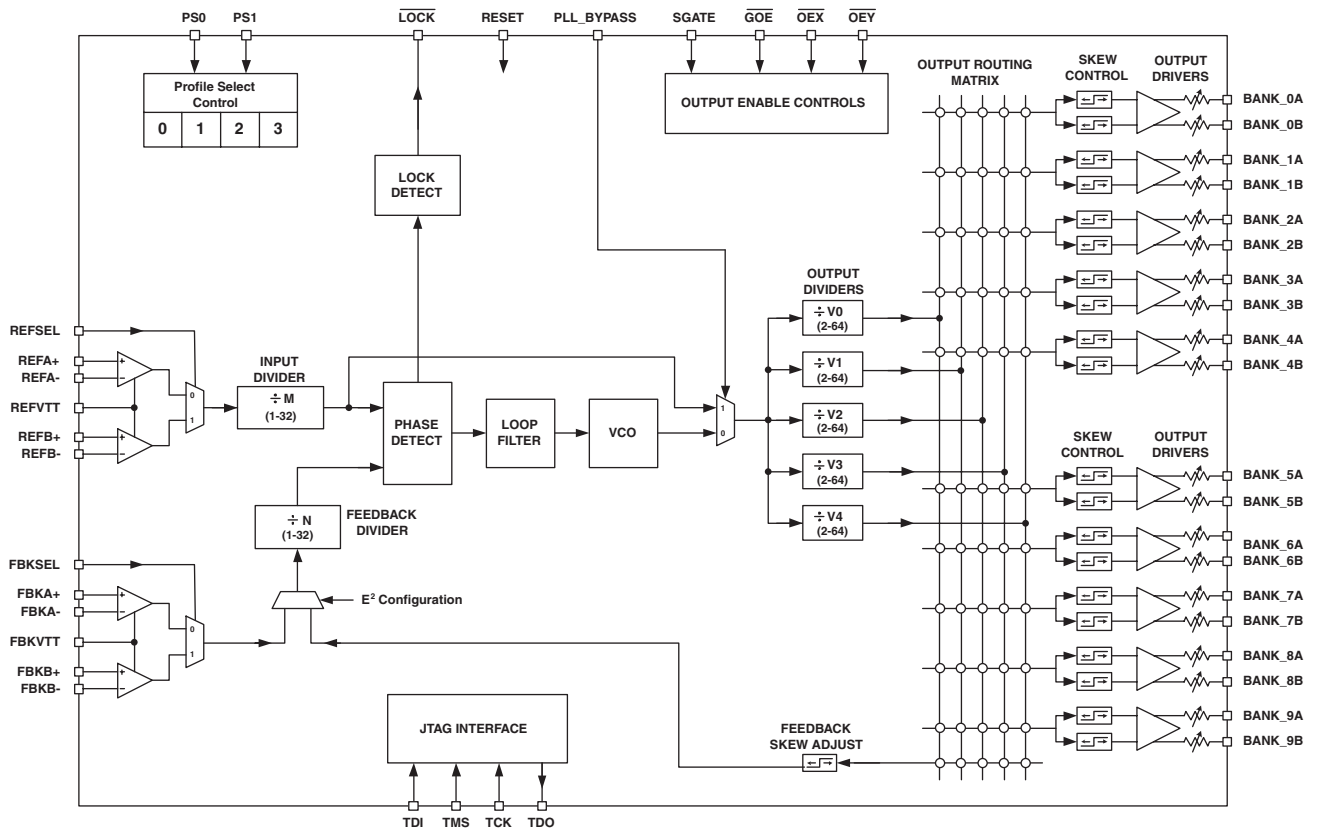 PS0 PS1 LOCK RESET PLL_BYPASS SGATE GOE OEX OEY
Profile Select
Control
0 1 2 3
OUTPUT ENABLE CONTROLS
OUTPUT ROUTING
MATRIX
SKEW
CONTROL
OUTPUT
DRIVERS
BANK_0A
BANK_0B
BANK_1A
BANK_1B
BANK_2A
BANK_2B
BANK_3A
BANK_3B
BANK_4A
BANK_4B
LOCK
DETECT
OUTPUT
DIVIDERS
÷ V0
(2-64)
÷ V1
(2-64)
÷ V2
(2-64)
÷ V3
(2-64)
÷ V4
(2-64)
REFSEL
REFA+
REFA-
REFVTT
REFB+
REFB-
+
−
+
−
0
1
INPUT
DIVIDER
÷ M
(1-32)
PHASE
DETECT
LOOP
FILTER
VCO
1
0
÷ N
(1-32)
FEEDBACK
DIVIDER
SKEW
CONTROL
OUTPUT
DRIVERS
BANK_5A
BANK_5B
BANK_6A
BANK_6B
BANK_7A
BANK_7B
BANK_8A
BANK_8B
BANK_9A
BANK_9B
FBKSEL
FBKA+
FBKA-
FBKVTT
FBKB+
FBKB-
+
−
+
−
0
1
E² Configuration
JTAG INTERFACE
FEEDBACK
SKEW ADJUST
TDI TMS TCK TDO